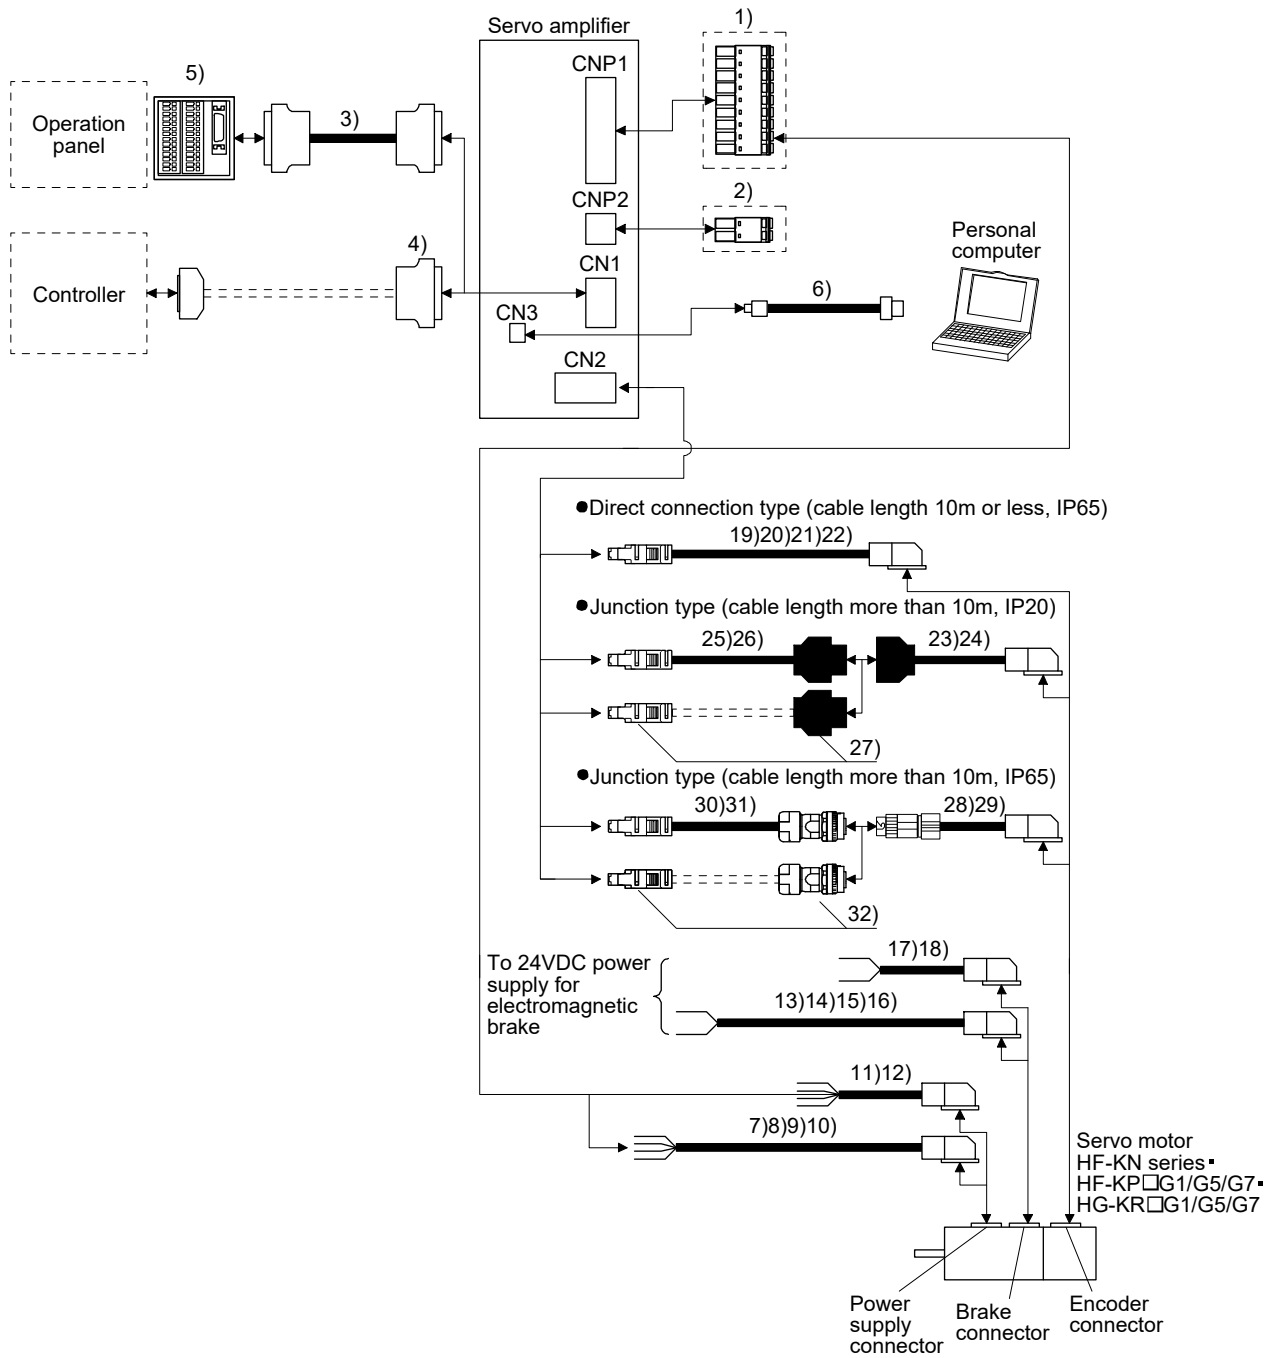 Servo amplifier
1)
5)
CNP1
Operation
panel
3)
2)
CNP2
Personal
computer
4)
CN1
Controller
6)
CN3
CN2
●Direct connection type (cable length 10m or less, IP65)
19)20)21)22)
●Junction type (cable length more than 10m, IP20)
25)26)
23)24)
27)
●Junction type (cable length more than 10m, IP65)
30)31)
28)29)
32)
17)18)
To 24VDC power
supply for
electromagnetic
brake
13)14)15)16)
11)12)
7)8)9)10)
Servo motor
HF-KN series▪
HF-KP□G1/G5/G7▪
HG-KR□G1/G5/G7
Power
supply
connector
Brake
connector
Encoder
connector